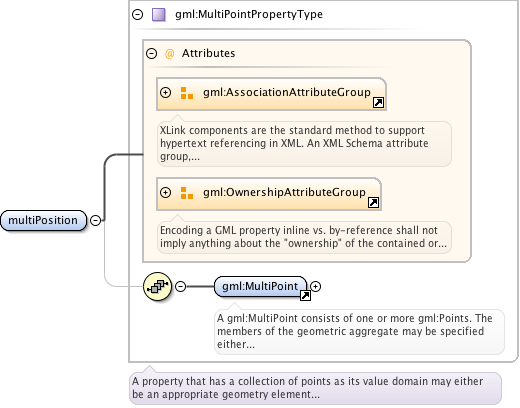 gml:MultiPointPropertyType
@ Attributes
gml:AssociationAttributeGroup
XLink components are the standard method to support
hypertext referencing in XML. An XML Schema attribute
group,...
gml:OwnershipAttributeGroup
Encoding a GML property inline vs. by-reference shall not
imply anything about the "ownership" of the contained or...
multiPosition
gml:MultiPoint
A gml:MultiPoint consists of one or more gml:Points. The
members of the geometric aggregate may be specified
either...
A property that has a collection of points as its value domain may either
be an appropriate geometry element...